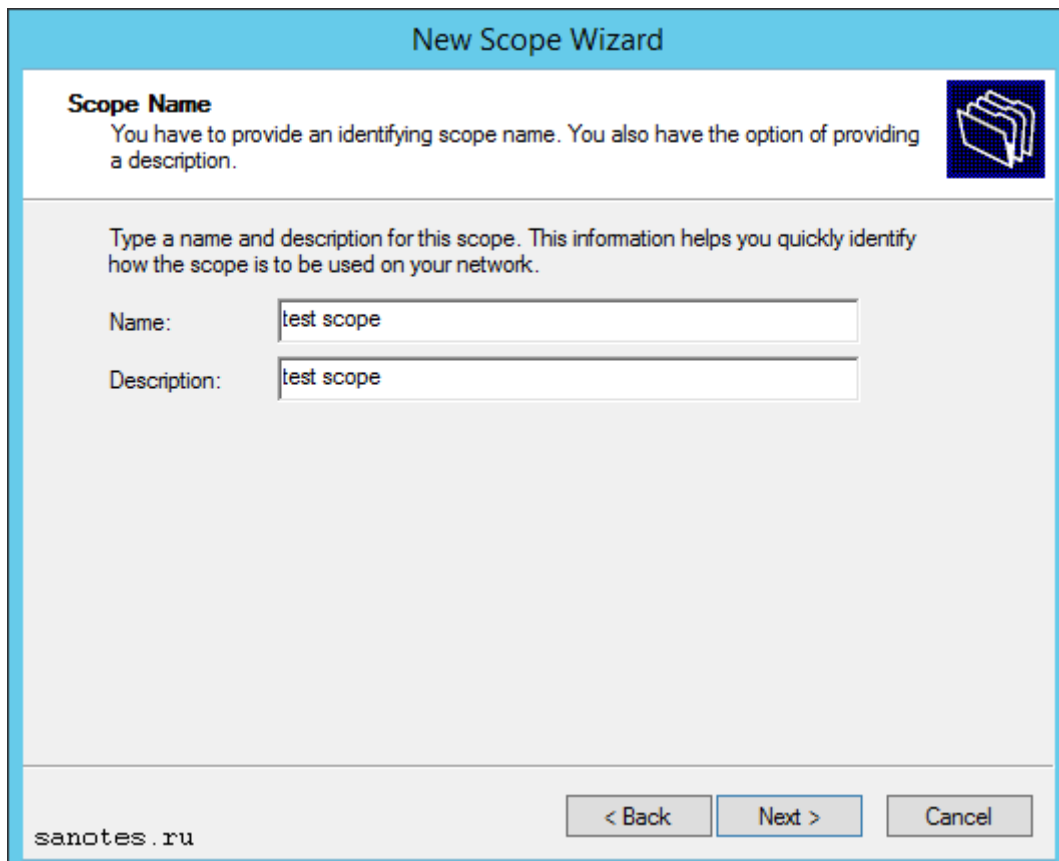 New Scope Wizard
Scope Name
You have to provide an identifying scope name. You also have the option of providing
a description.
Type a name and description for this scope. This information helps you quickly identify
how the scope is to be used on your network.
Name: test scope
Description: test scope
< Back Next > Cancel
sanotes.ru